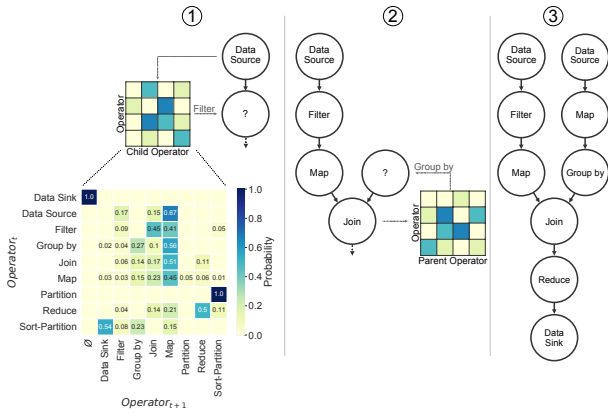 1
Data
Source
Filter
?
Operator
Child Operator
Data Sink
Data Source
Filter
Group by
Join
Map
Partition
Reduce
Sort-Partition
Operator_t
1.0
0.17 0.15 0.67
0.09 0.45 0.41 0.05
0.02 0.04 0.27 0.1 0.56
0.06 0.14 0.17 0.51 0.11
0.03 0.03 0.15 0.23 0.45 0.05 0.06 0.01
1.0
0.04 0.14 0.21 0.5 0.11
0.54 0.08 0.23 0.15
Ø
Data Sink
Filter
Group by
Join
Map
Partition
Reduce
Sort-Partition
Operator_{t+1}
1.0
0.8
0.6
0.4
0.2
0.0
Probability
2
Data
Source
Filter
Map
?
Group by
Join
Operator
Parent Operator
3
Data
Source
Data
Source
Filter
Map
Map
Group by
Join
Reduce
Data
Sink